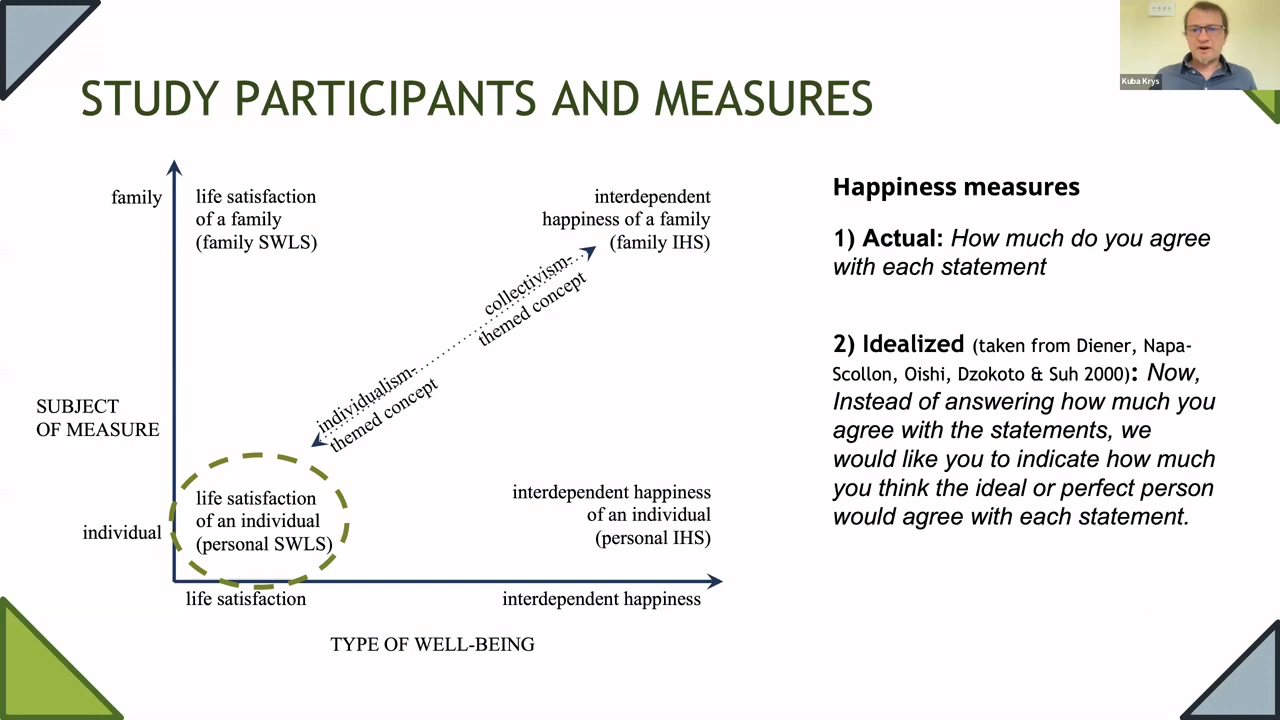 Kuba Krys
STUDY PARTICIPANTS AND MEASURES
family
life satisfaction
of a family
(family SWLS)
interdependent
happiness of a family
(family IHS)
collectivism-
themed concept
individualism-
themed concept
SUBJECT
OF MEASURE
individual
life satisfaction
of an individual
(personal SWLS)
interdependent happiness
of an individual
(personal IHS)
life satisfaction
interdependent happiness
TYPE OF WELL-BEING
Happiness measures
1) Actual: How much do you agree
with each statement
2) Idealized (taken from Diener, Napa-
Scollon, Oishi, Dzokoto & Suh 2000): Now,
Instead of answering how much you
agree with the statements, we
would like you to indicate how much
you think the ideal or perfect person
would agree with each statement.